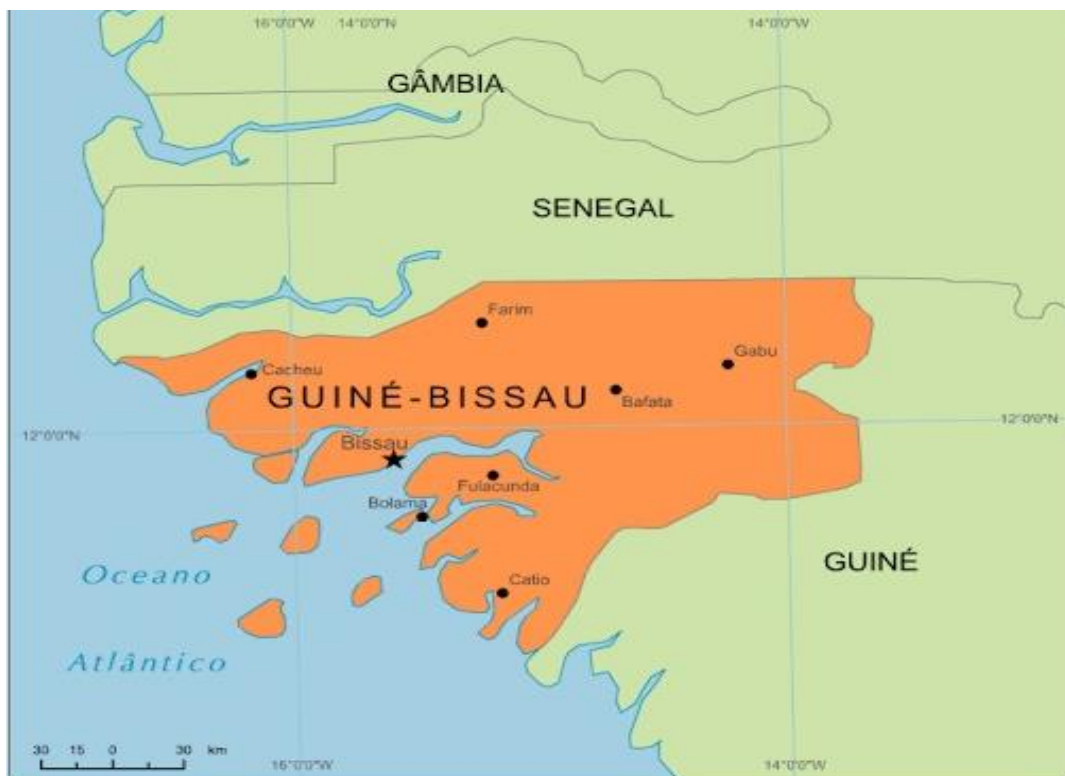 16°0'0"W 14°0'0"N 14°0'0"W
GÂMBIA
SENEGAL
Farim
Gabu
Cacheu
GUINÉ-BISSAU
Bafata
12°0'0"N
12°0'0"N
Bissau
Fulacunda
Bolama
GUINÉ
Oceano
Catio
Atlântico
30 15 0 30 km
16°0'0"W 14°0'0"W